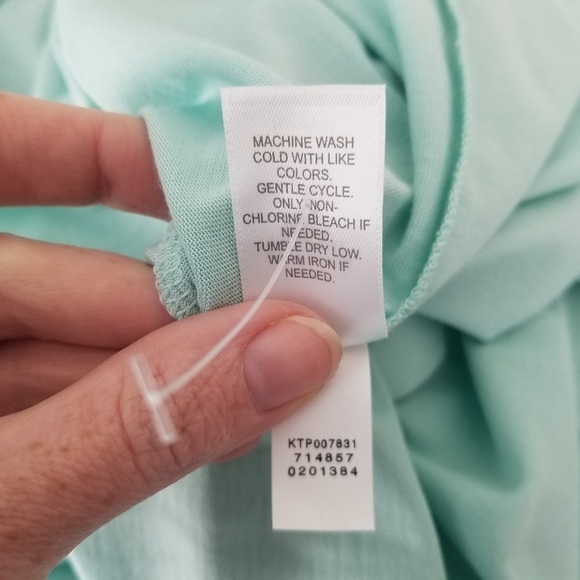 MACHINE WASH
COLD WITH LIKE
COLORS.
GENTLE CYCLE.
ONLY NON-
CHLORINE BLEACH IF
NEEDED.
TUMBLE DRY LOW.
WARM IRON IF
NEEDED.
KTP007831
714857
0201384